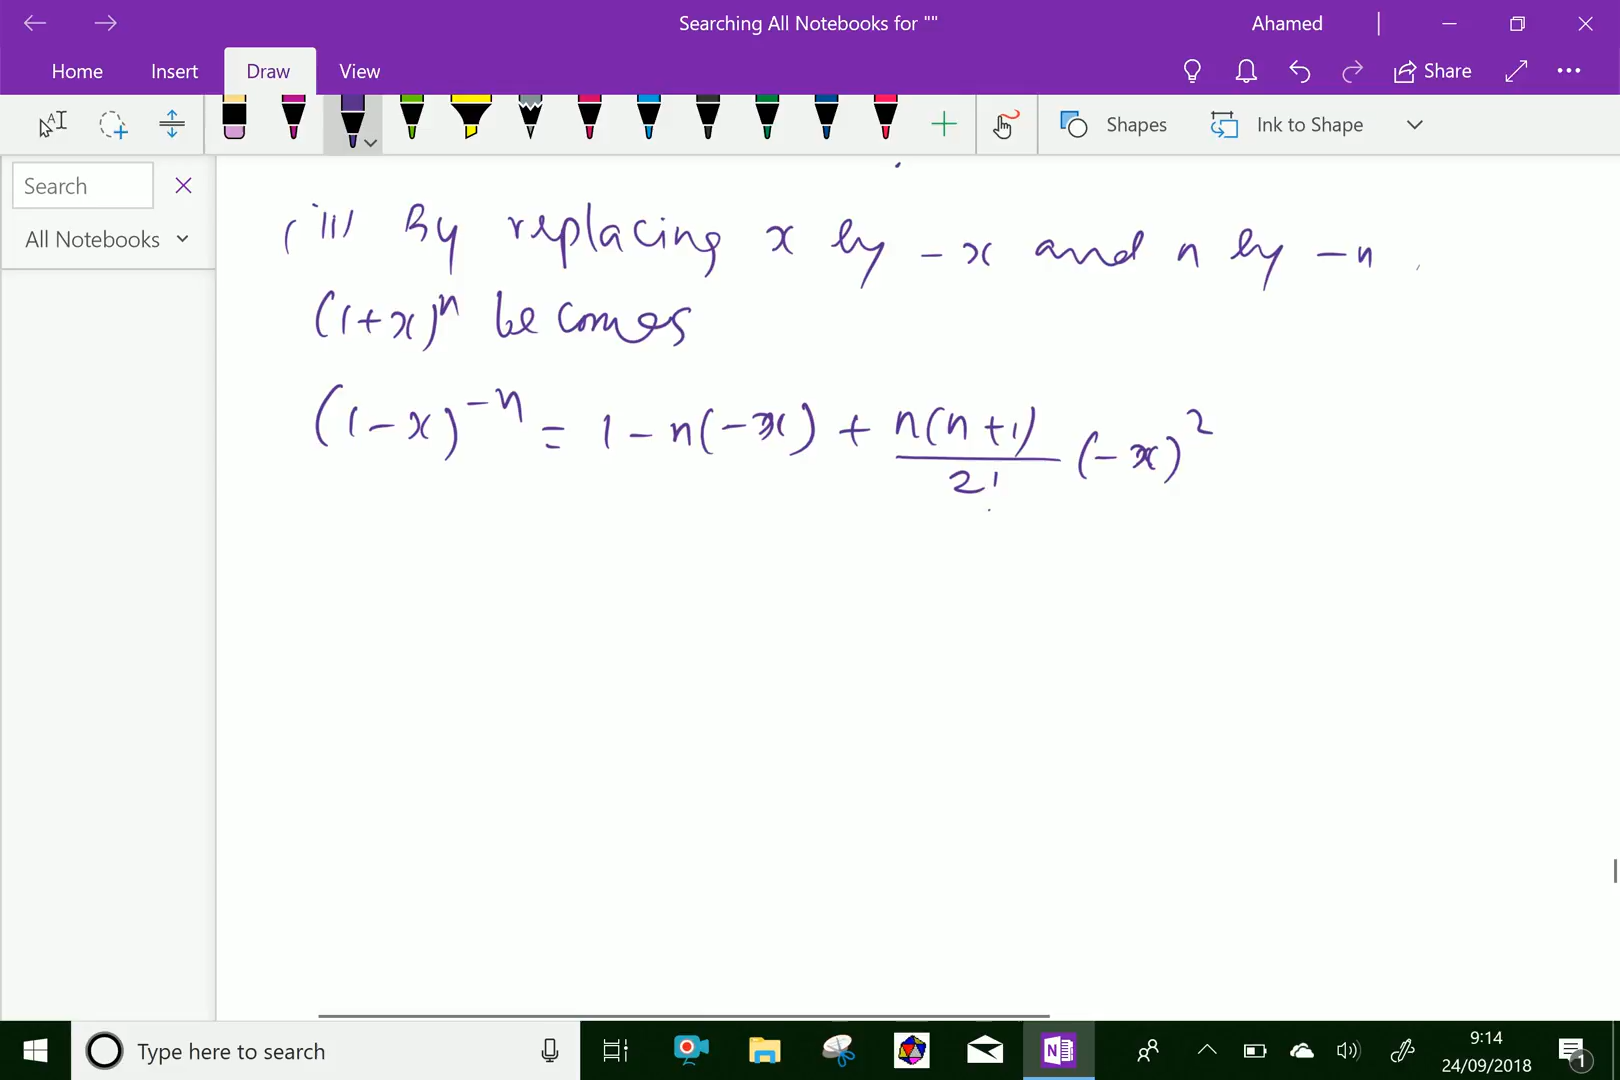 Searching All Notebooks for "" Ahamed
Home Insert Draw View Share
Shapes Ink to Shape
Search
All Notebooks
(iii) By replacing x by -x and n by -n
(1+x)ⁿ becomes
(1-x)⁻ⁿ = 1 - n(-x) + n(n+1)/2! (-x)²
Type here to search
9:14
24/09/2018
1